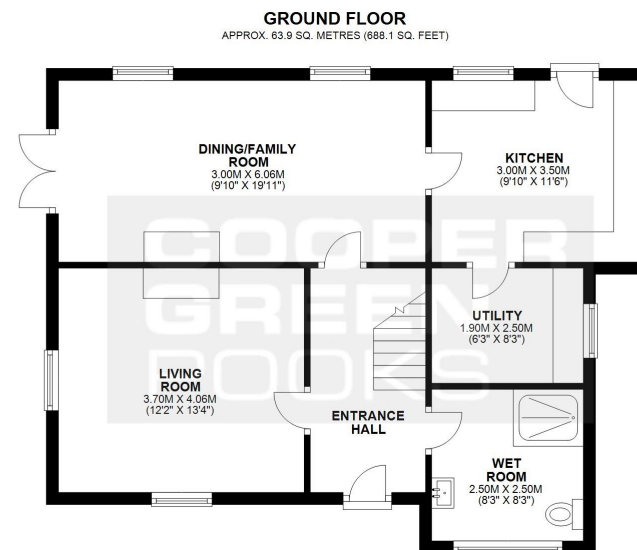 GROUND FLOOR
APPROX. 63.9 SQ. METRES (688.1 SQ. FEET)
DINING/FAMILY
ROOM
3.00M X 6.06M
(9'10" X 19'11")
KITCHEN
3.00M X 3.50M
(9'10" X 11'6")
COOPER
GREEN
POOKS
UTILITY
1.90M X 2.50M
(6'3" X 8'3")
LIVING
ROOM
3.70M X 4.06M
(12'2" X 13'4")
ENTRANCE
HALL
WET
ROOM
2.50M X 2.50M
(8'3" X 8'3")